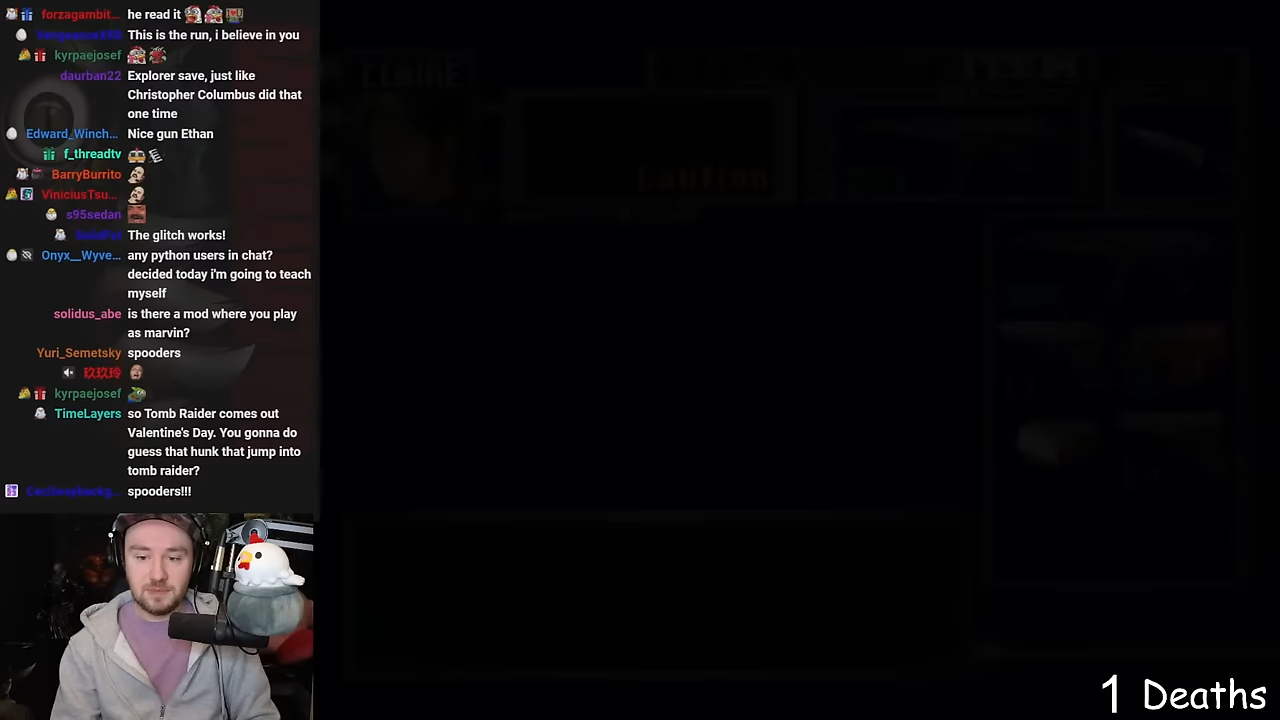 forzagambit... he read it
This is the run, i believe in you
kyrpaejosef
daurban22 Explorer save, just like
Christopher Columbus did that
one time
Edward_Winch... Nice gun Ethan
f_threadtv
BarryBurrito
ViniciusTsu...
s95sedan
The glitch works!
Onyx__Wyve... any python users in chat?
decided today i'm going to teach
myself
solidus_abe is there a mod where you play
as marvin?
Yuri_Semetsky spooders
玖玖玲
kyrpaejosef
TimeLayers so Tomb Raider comes out
Valentine's Day. You gonna do
guess that hunk that jump into
tomb raider?
spooders!!!
CLAIRE
Caution
1 Deaths